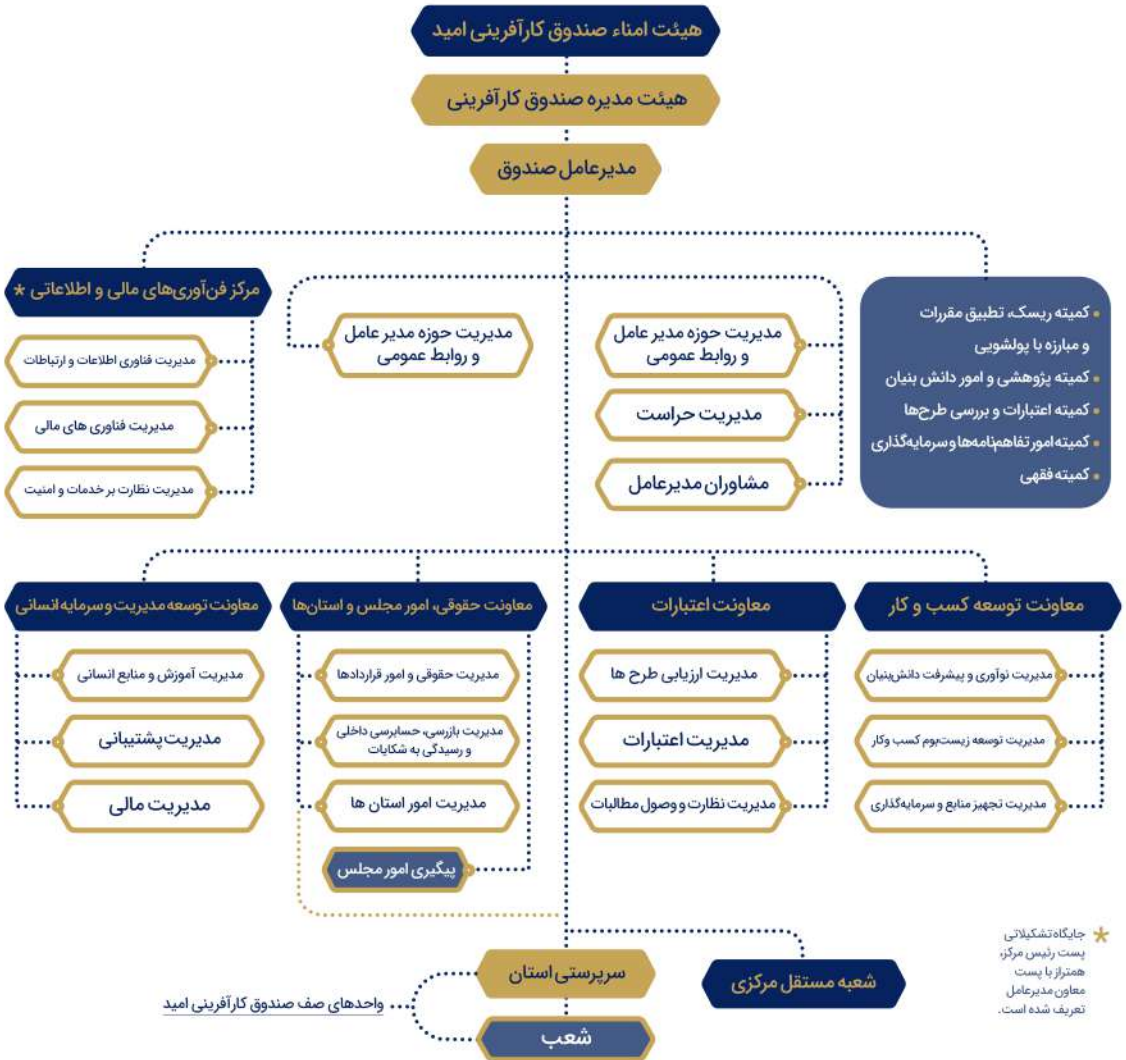 هیئت امناء صندوق کارآفرینی امید
هیئت مدیره صندوق کارآفرینی
مدیرعامل صندوق
• کمیته ریسک، تطبیق مقررات
و مبارزه با پولشویی
• کمیته پژوهشی و امور دانش بنیان
• کمیته اعتبارات و بررسی طرح‌ها
• کمیته امور تفاهم‌نامه‌ها و سرمایه‌گذاری
• کمیته فقهی
مدیریت حوزه مدیر عامل
و روابط عمومی
مدیریت حراست
مشاوران مدیرعامل
مدیریت حوزه مدیر عامل
و روابط عمومی
مرکز فن‌آوری‌های مالی و اطلاعاتی *
مدیریت فناوری اطلاعات و ارتباطات
مدیریت فناوری های مالی
مدیریت نظارت بر خدمات و امنیت
معاونت توسعه کسب و کار
مدیریت نوآوری و پیشرفت دانش‌بنیان
مدیریت توسعه زیست‌بوم کسب وکار
مدیریت تجهیز منابع و سرمایه‌گذاری
معاونت اعتبارات
مدیریت ارزیابی طرح ها
مدیریت اعتبارات
مدیریت نظارت و وصول مطالبات
معاونت حقوقی، امور مجلس و استان‌ها
مدیریت حقوقی و امور قراردادها
مدیریت بازرسی، حسابرسی داخلی
و رسیدگی به شکایات
مدیریت امور استان ها
پیگیری امور مجلس
معاونت توسعه مدیریت و سرمایه انسانی
مدیریت آموزش و منابع انسانی
مدیریت پشتیبانی
مدیریت مالی
شعبه مستقل مرکزی
سرپرستی استان
شعب
واحدهای صف صندوق کارآفرینی امید
* جایگاه تشکیلاتی
پست رئیس مرکز،
همتراز با پست
معاون مدیرعامل
تعریف شده است.